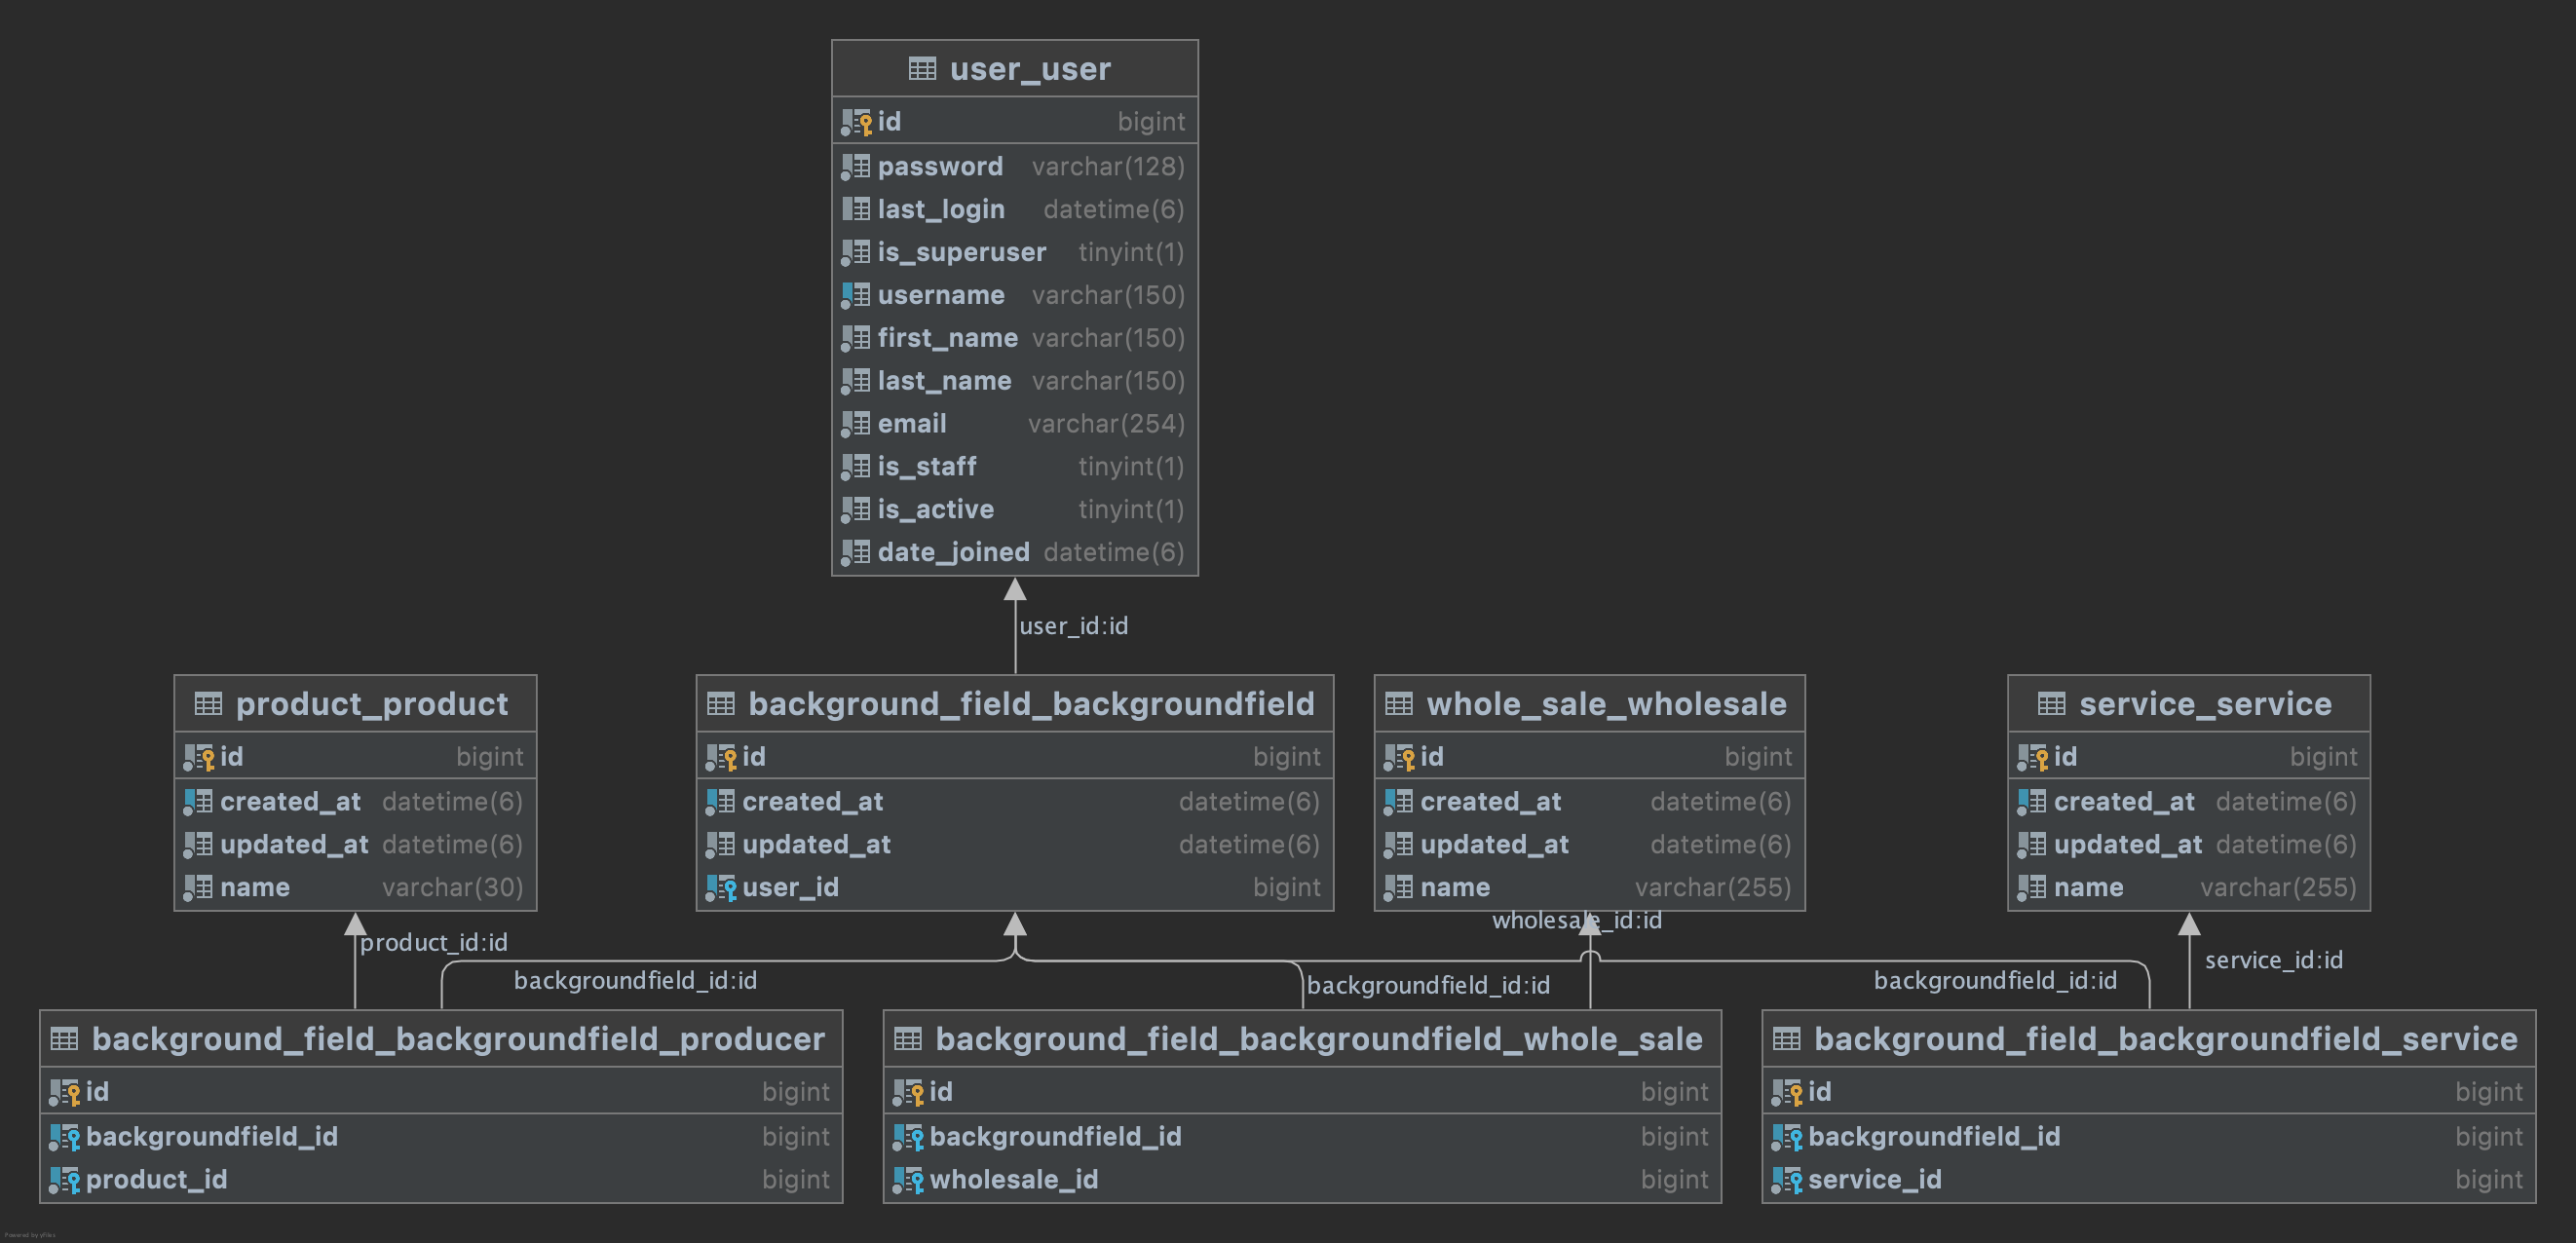 user_user
id bigint
password varchar(128)
last_login datetime(6)
is_superuser tinyint(1)
username varchar(150)
first_name varchar(150)
last_name varchar(150)
email varchar(254)
is_staff tinyint(1)
is_active tinyint(1)
date_joined datetime(6)
user_id:id
product_product
id bigint
created_at datetime(6)
updated_at datetime(6)
name varchar(30)
background_field_backgroundfield
id bigint
created_at datetime(6)
updated_at datetime(6)
user_id bigint
whole_sale_wholesale
id bigint
created_at datetime(6)
updated_at datetime(6)
name varchar(255)
service_service
id bigint
created_at datetime(6)
updated_at datetime(6)
name varchar(255)
product_id:id
backgroundfield_id:id
wholesale_id:id
backgroundfield_id:id
backgroundfield_id:id
service_id:id
background_field_backgroundfield_producer
id bigint
backgroundfield_id bigint
product_id bigint
background_field_backgroundfield_whole_sale
id bigint
backgroundfield_id bigint
wholesale_id bigint
background_field_backgroundfield_service
id bigint
backgroundfield_id bigint
service_id bigint
Powered by yFiles